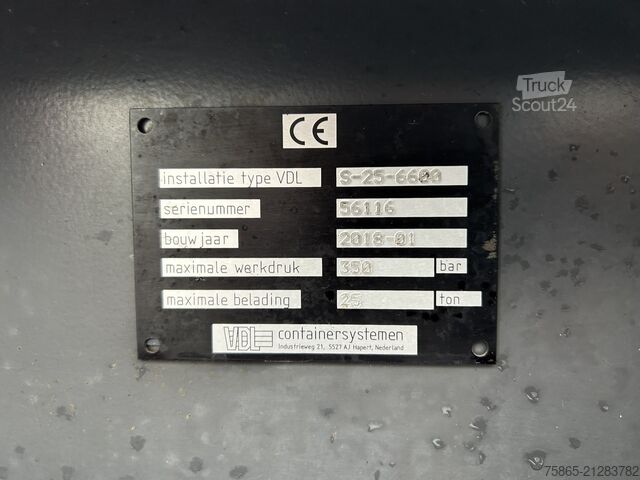 Truck
Scout24
CE
installatie type VDL S-25-6600
serienummer 56116
bouwjaar 2018-01
maximale werkdruk 350 bar
maximale belading 25 ton
VDL containersystemen
Industrieweg 21, 5527 AJ Hapert, Nederland
75865-21283782